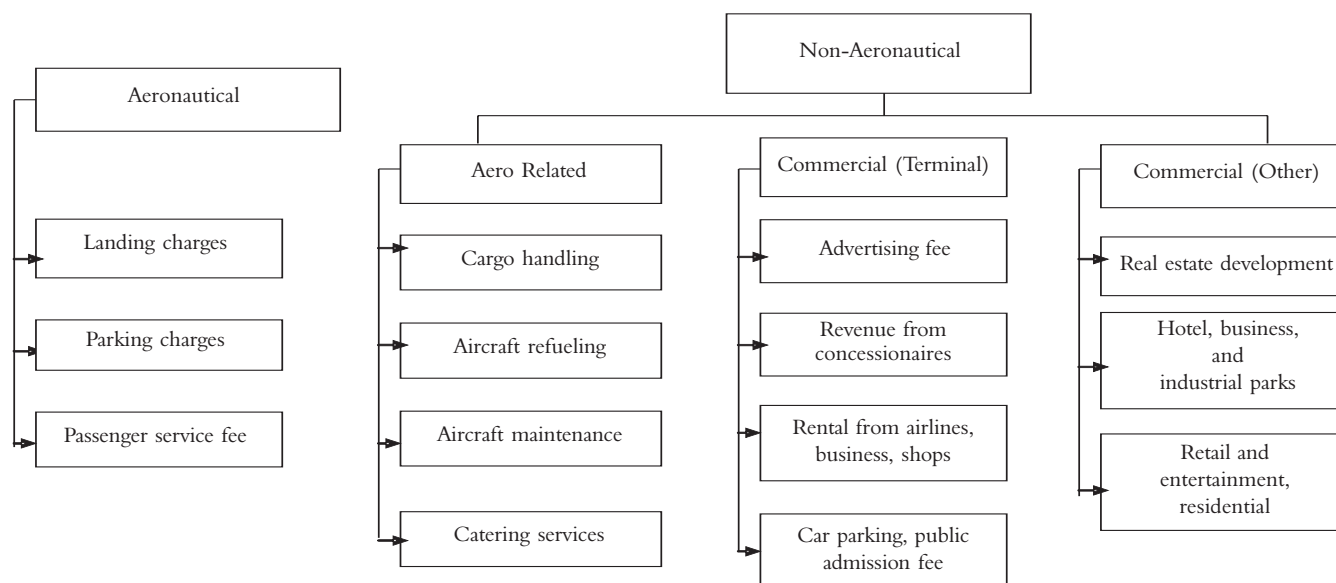 Non-Aeronautical
Aeronautical
Aero Related
Commercial (Terminal)
Commercial (Other)
Landing charges
Parking charges
Passenger service fee
Cargo handling
Aircraft refueling
Aircraft maintenance
Catering services
Advertising fee
Revenue from
concessionaires
Rental from airlines,
business, shops
Car parking, public
admission fee
Real estate development
Hotel, business,
and
industrial parks
Retail and
entertainment,
residential